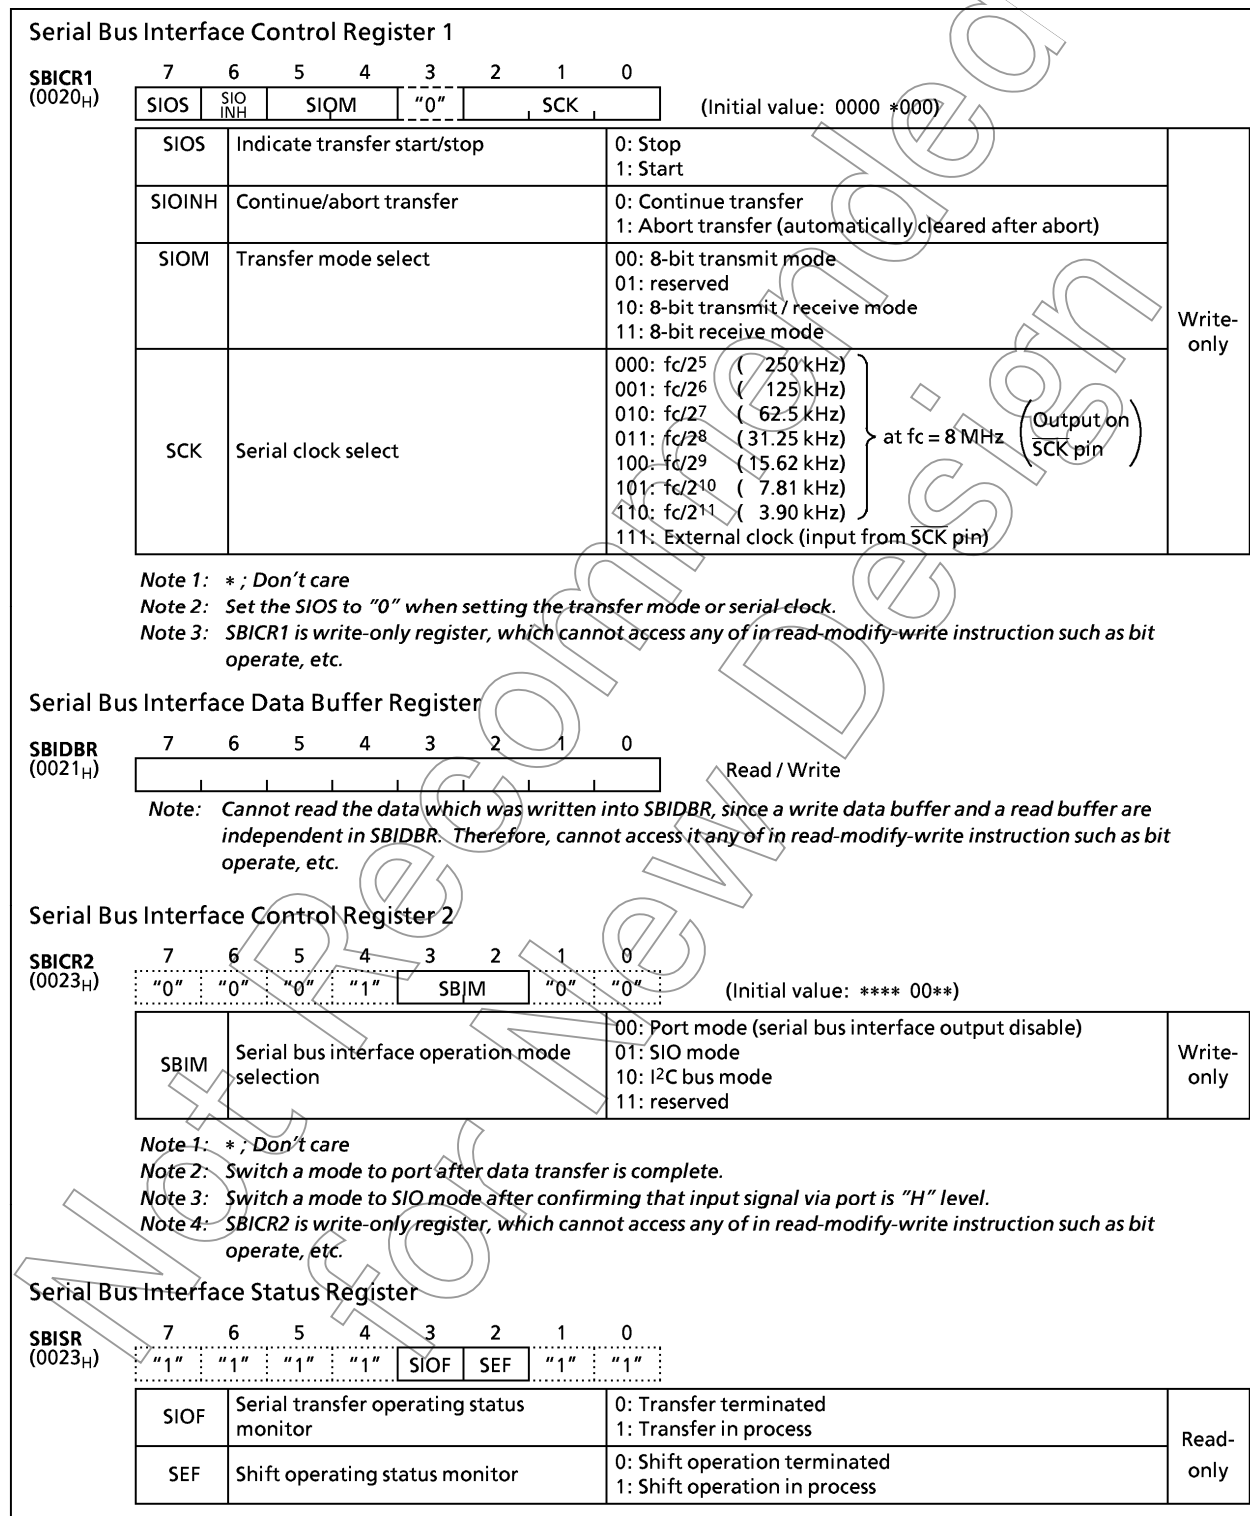 Serial Bus Interface Control Register 1
SBICR1
(0020H)
7 6 5 4 3 2 1 0
SIOS SIO INH SIOM "0" SCK (Initial value: 0000 *000)
SIOS Indicate transfer start/stop 0: Stop
1: Start
SIOINH Continue/abort transfer 0: Continue transfer
1: Abort transfer (automatically cleared after abort)
SIOM Transfer mode select 00: 8-bit transmit mode
01: reserved
10: 8-bit transmit / receive mode
11: 8-bit receive mode
Write-only
SCK Serial clock select
000: fc/2^5 ( 250 kHz)
001: fc/2^6 ( 125 kHz)
010: fc/2^7 ( 62.5 kHz)
011: fc/2^8 (31.25 kHz)
100: fc/2^9 (15.62 kHz)
101: fc/2^10 ( 7.81 kHz)
110: fc/2^11 ( 3.90 kHz)
at fc = 8 MHz (Output on SCK pin)
111: External clock (input from SCK pin)
Note 1: * ; Don't care
Note 2: Set the SIOS to "0" when setting the transfer mode or serial clock.
Note 3: SBICR1 is write-only register, which cannot access any of in read-modify-write instruction such as bit
operate, etc.
Serial Bus Interface Data Buffer Register
SBIDBR
(0021H)
7 6 5 4 3 2 1 0
Read / Write
Note: Cannot read the data which was written into SBIDBR, since a write data buffer and a read buffer are
independent in SBIDBR. Therefore, cannot access it any of in read-modify-write instruction such as bit
operate, etc.
Serial Bus Interface Control Register 2
SBICR2
(0023H)
7 6 5 4 3 2 1 0
"0" "0" "0" "1" SBIM "0" "0" (Initial value: **** 00**)
SBIM Serial bus interface operation mode
selection
00: Port mode (serial bus interface output disable)
01: SIO mode
10: I2C bus mode
11: reserved
Write-only
Note 1: * ; Don't care
Note 2: Switch a mode to port after data transfer is complete.
Note 3: Switch a mode to SIO mode after confirming that input signal via port is "H" level.
Note 4: SBICR2 is write-only register, which cannot access any of in read-modify-write instruction such as bit
operate, etc.
Serial Bus Interface Status Register
SBISR
(0023H)
7 6 5 4 3 2 1 0
"1" "1" "1" "1" SIOF SEF "1" "1"
SIOF Serial transfer operating status
monitor
0: Transfer terminated
1: Transfer in process
SEF Shift operating status monitor
0: Shift operation terminated
1: Shift operation in process
Read-only
Not Recommended
for New Design